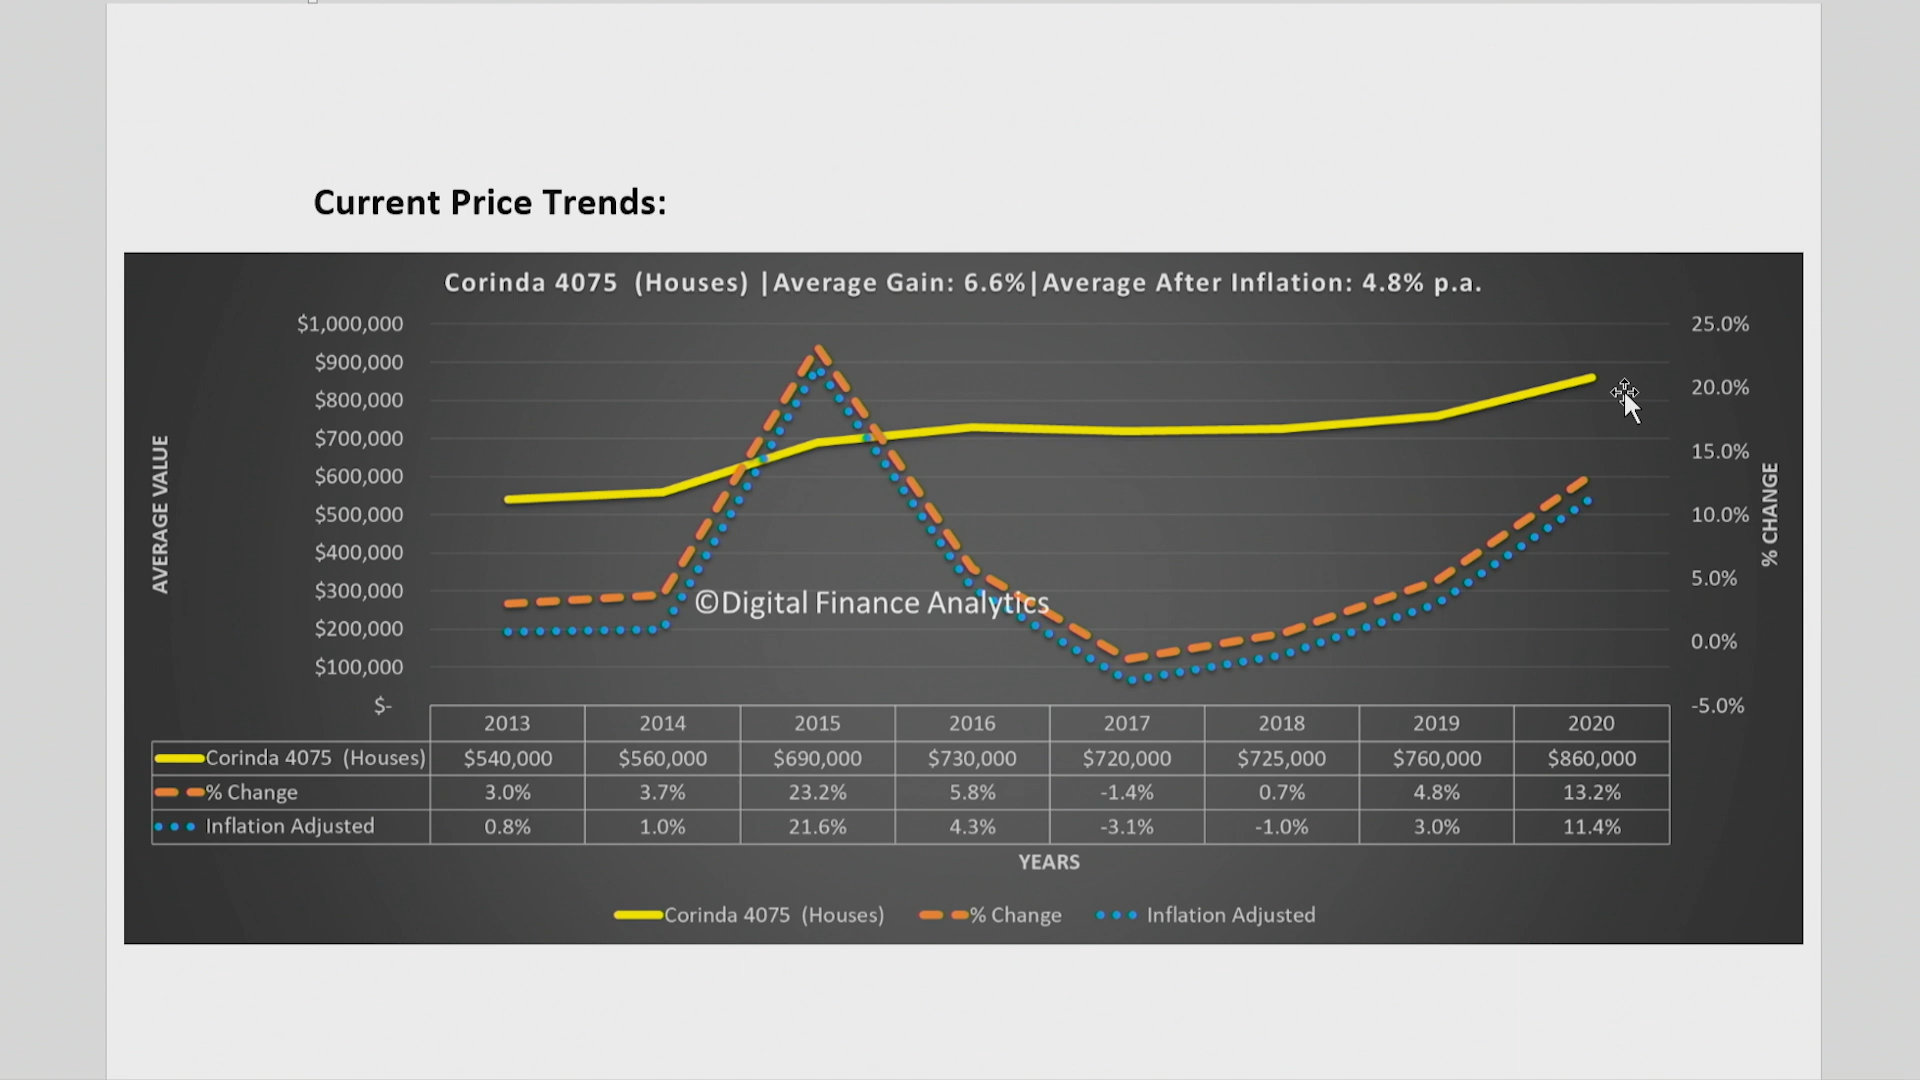 Current Price Trends:
Corinda 4075 (Houses) |Average Gain: 6.6%|Average After Inflation: 4.8% p.a.
$1,000,000
$900,000
$800,000
$700,000
$600,000
$500,000
$400,000
$300,000
$200,000
$100,000
$-
AVERAGE VALUE
25.0%
20.0%
15.0%
10.0%
5.0%
0.0%
-5.0%
% CHANGE
©Digital Finance Analytics
2013 2014 2015 2016 2017 2018 2019 2020
Corinda 4075 (Houses) $540,000 $560,000 $690,000 $730,000 $720,000 $725,000 $760,000 $860,000
% Change 3.0% 3.7% 23.2% 5.8% -1.4% 0.7% 4.8% 13.2%
Inflation Adjusted 0.8% 1.0% 21.6% 4.3% -3.1% -1.0% 3.0% 11.4%
YEARS
Corinda 4075 (Houses) % Change Inflation Adjusted